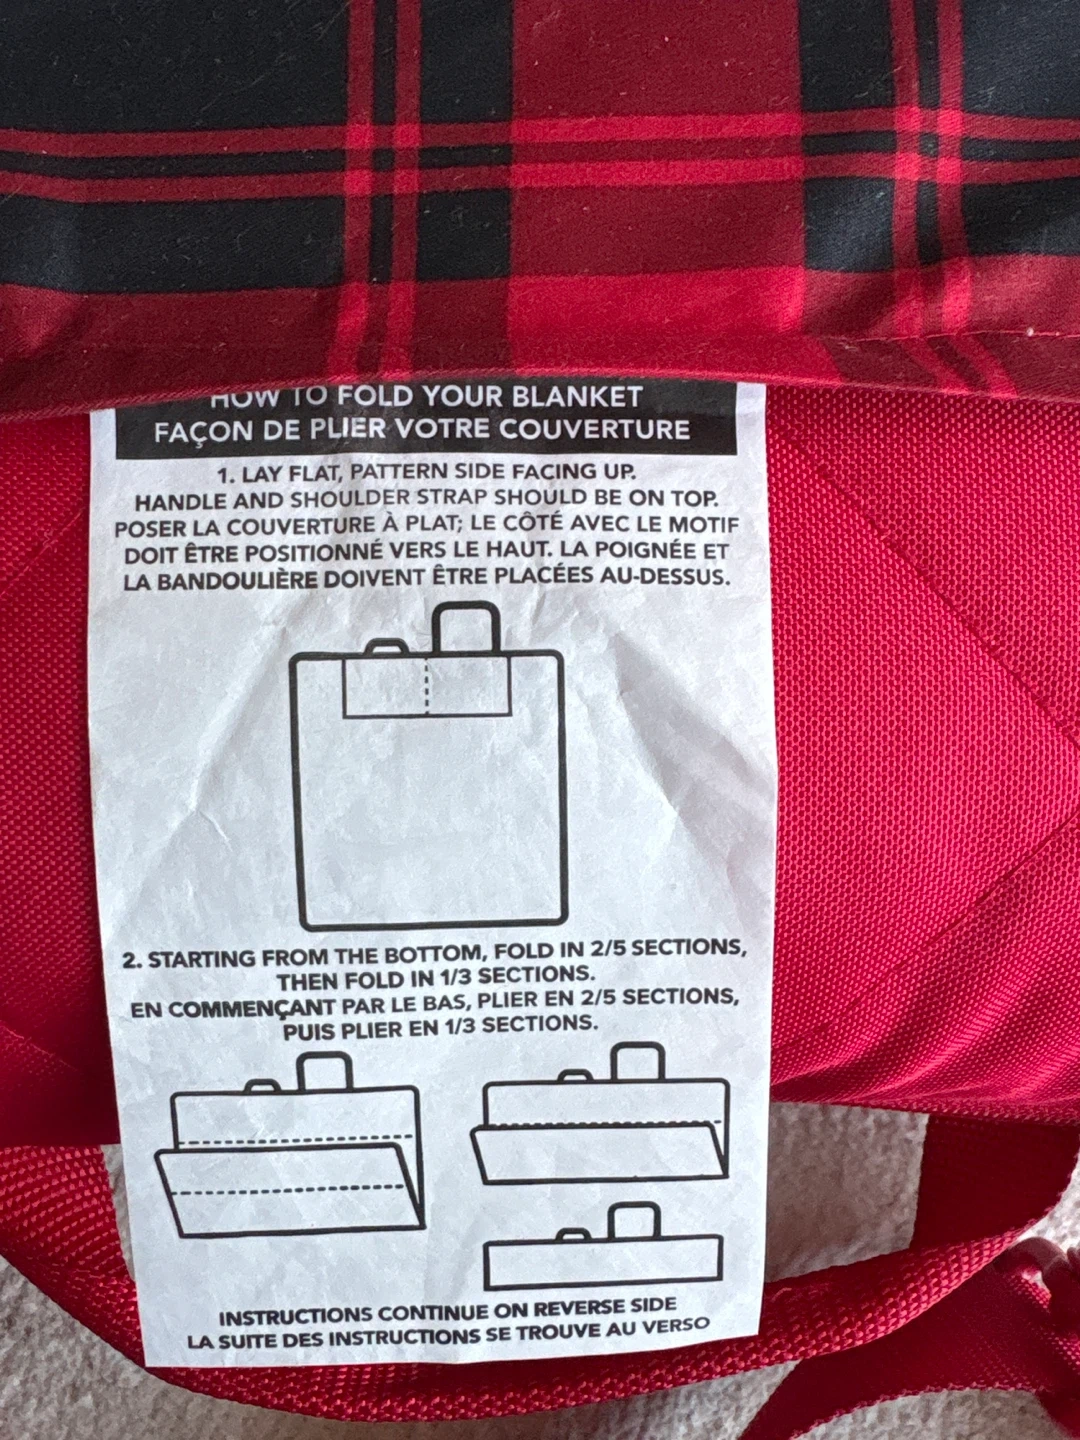 HOW TO FOLD YOUR BLANKET
FAÇON DE PLIER VOTRE COUVERTURE
1. LAY FLAT, PATTERN SIDE FACING UP.
HANDLE AND SHOULDER STRAP SHOULD BE ON TOP.
POSER LA COUVERTURE À PLAT; LE CÔTÉ AVEC LE MOTIF
DOIT ÊTRE POSITIONNÉ VERS LE HAUT. LA POIGNÉE ET
LA BANDOULIÈRE DOIVENT ÊTRE PLACÉES AU-DESSUS.
2. STARTING FROM THE BOTTOM, FOLD IN 2/5 SECTIONS,
THEN FOLD IN 1/3 SECTIONS.
EN COMMENÇANT PAR LE BAS, PLIER EN 2/5 SECTIONS,
PUIS PLIER EN 1/3 SECTIONS.
INSTRUCTIONS CONTINUE ON REVERSE SIDE
LA SUITE DES INSTRUCTIONS SE TROUVE AU VERSO